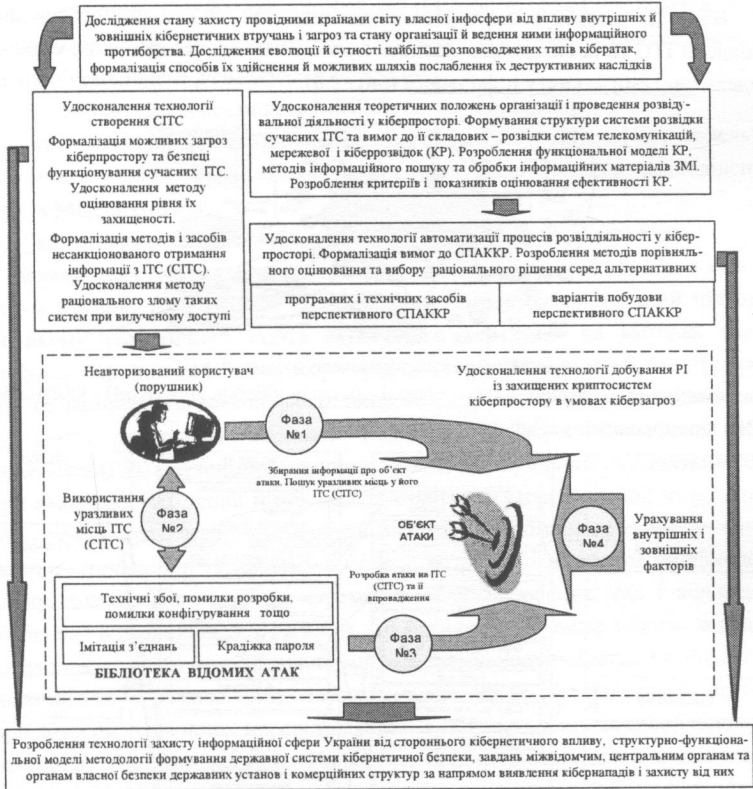 Дослідження стану захисту провідними країнами світу власної інфосфери від впливу внутрішніх й
зовнішніх кібернетичних втручань і загроз та стану організації й ведення ними інформаційного
протиборства. Дослідження еволюції й сутності найбільш розповсюджених типів кібератак,
формалізація способів їх здійснення й можливих шляхів послаблення їх деструктивних наслідків
Удосконалення технології
створення СІТС
Формалізація можливих загроз
кіберпростору та безпеці
функціонування сучасних ІТС.
Удосконалення методу
оцінювання рівня їх
захищеності.
Формалізація методів і засобів
несанкціонованого отримання
інформації з ІТС (СІТС).
Удосконалення методу
раціонального злому таких
систем при вилученому доступі
Удосконалення теоретичних положень організації і проведення розвіду-
вальної діяльності у кіберпросторі. Формування структури системи розвідки
сучасних ІТС та вимог до її складових – розвідки систем телекомунікацій,
мережевої і кіберрозвідок (КР). Розроблення функціональної моделі КР,
методів інформаційного пошуку та обробки інформаційних матеріалів ЗМІ.
Розроблення критеріїв і показників оцінювання ефективності КР.
Удосконалення технології автоматизації процесів розвіддіяльності у кібер-
просторі. Формалізація вимог до СПАККР. Розроблення методів порівняль-
ного оцінювання та вибору раціонального рішення серед альтернативних
програмних і технічних засобів
перспективного СПАККР
варіантів побудови
перспективного СПАККР
Неавторизований користувач
(порушник)
Удосконалення технології добування РІ
із захищених криптосистем
кіберпростору в умовах кіберзагроз
Фаза
№1
Збирання інформації про об'єкт
атаки. Пошук уразливих місць у його
ІТС (СІТС)
Використання
уразливих
місць ІТС
(СІТС)
Фаза
№2
ОБ'ЄКТ
АТАКИ
Фаза
№4
Урахування
внутрішніх і
зовнішніх
факторів
Розробка атаки на ІТС
(СІТС) та її
впровадження
Технічні збої, помилки розробки,
помилки конфігурування тощо
Імітація з'єднань
Крадіжка пароля
Фаза
№3
БІБЛІОТЕКА ВІДОМИХ АТАК
Розроблення технології захисту інформаційної сфери України від стороннього кібернетичного впливу, структурно-функціона-
льної моделі методології формування державної системи кібернетичної безпеки, завдань міжвідомчим, центральним органам та
органам власної безпеки державних установ і комерційних структур за напрямом виявлення кібернападів і захисту від них